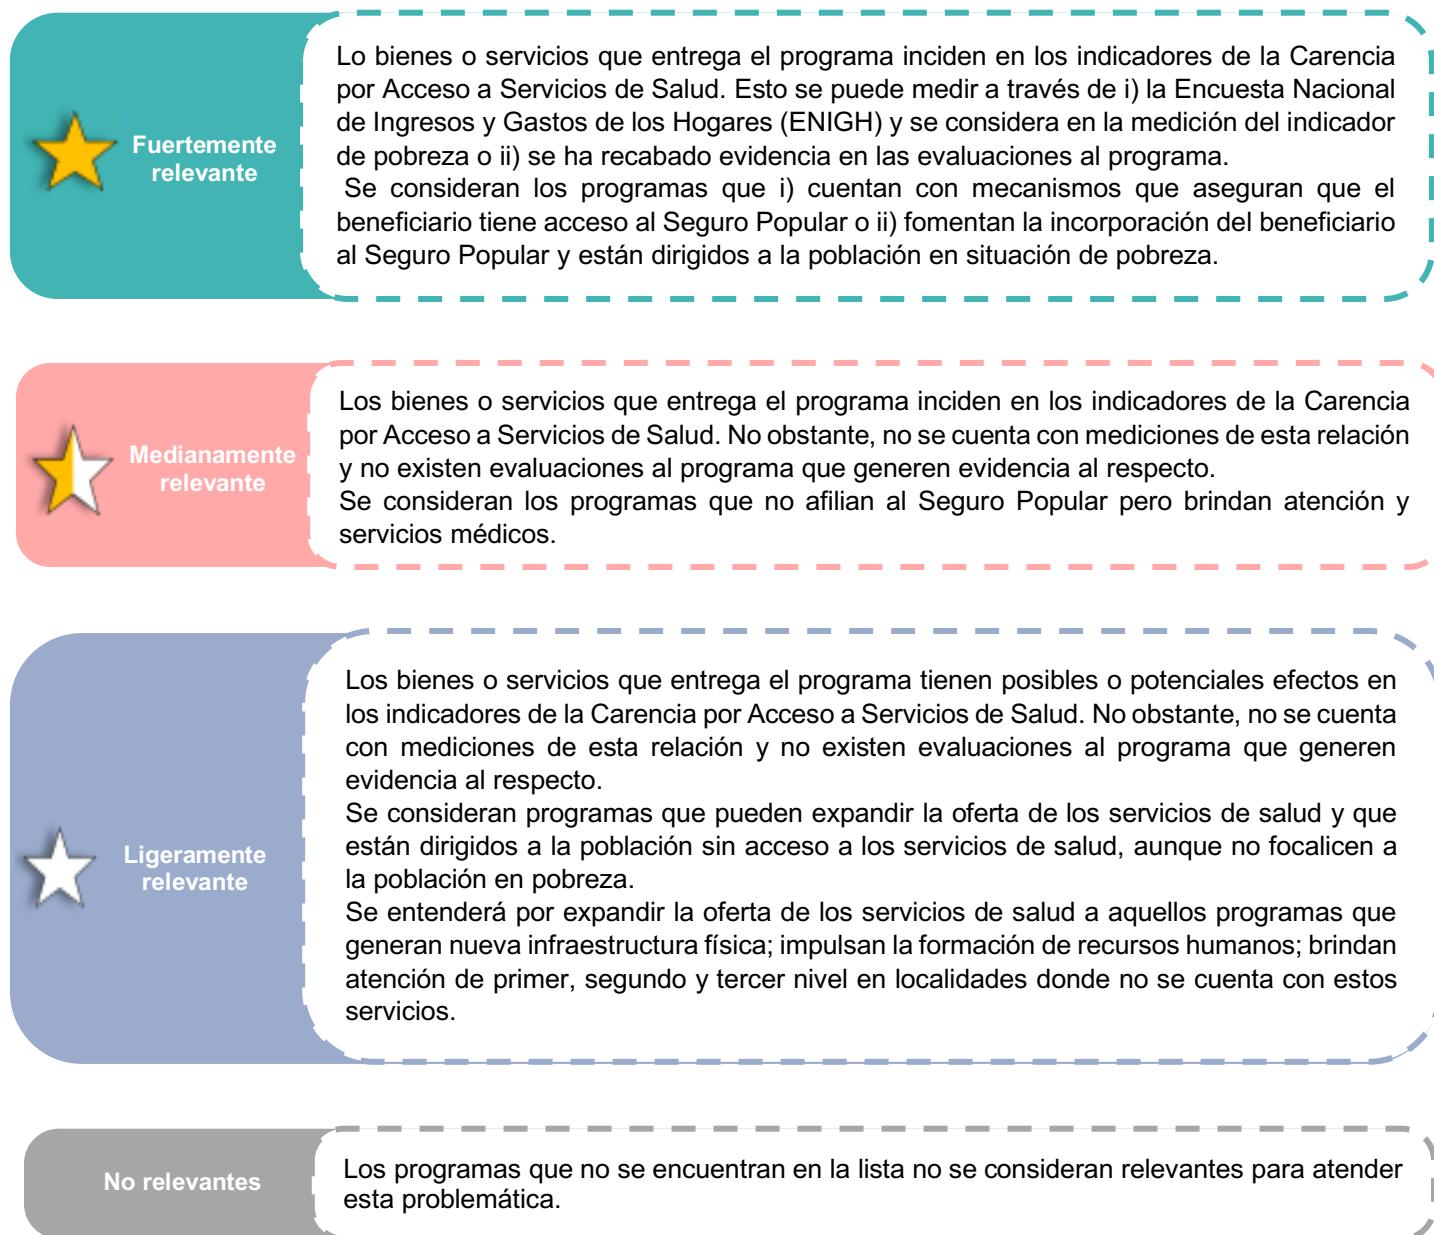 Fuertemente
relevante
Lo bienes o servicios que entrega el programa inciden en los indicadores de la Carencia
por Acceso a Servicios de Salud. Esto se puede medir a través de i) la Encuesta Nacional
de Ingresos y Gastos de los Hogares (ENIGH) y se considera en la medición del indicador
de pobreza o ii) se ha recabado evidencia en las evaluaciones al programa.
Se consideran los programas que i) cuentan con mecanismos que aseguran que el
beneficiario tiene acceso al Seguro Popular o ii) fomentan la incorporación del beneficiario
al Seguro Popular y están dirigidos a la población en situación de pobreza.
Medianamente
relevante
Los bienes o servicios que entrega el programa inciden en los indicadores de la Carencia
por Acceso a Servicios de Salud. No obstante, no se cuenta con mediciones de esta relación
y no existen evaluaciones al programa que generen evidencia al respecto.
Se consideran los programas que no afilian al Seguro Popular pero brindan atención y
servicios médicos.
Ligeramente
relevante
Los bienes o servicios que entrega el programa tienen posibles o potenciales efectos en
los indicadores de la Carencia por Acceso a Servicios de Salud. No obstante, no se cuenta
con mediciones de esta relación y no existen evaluaciones al programa que generen
evidencia al respecto.
Se consideran programas que pueden expandir la oferta de los servicios de salud y que
están dirigidos a la población sin acceso a los servicios de salud, aunque no focalicen a
la población en pobreza.
Se entenderá por expandir la oferta de los servicios de salud a aquellos programas que
generan nueva infraestructura física; impulsan la formación de recursos humanos; brindan
atención de primer, segundo y tercer nivel en localidades donde no se cuenta con estos
servicios.
No relevantes
Los programas que no se encuentran en la lista no se consideran relevantes para atender
esta problemática.